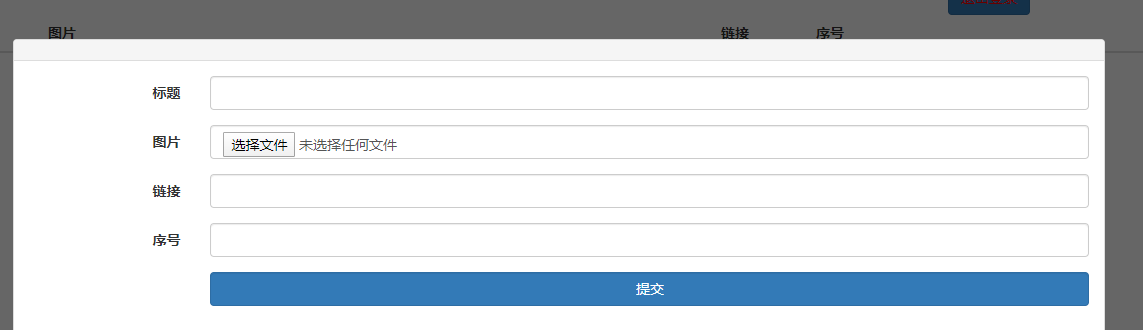 图片 链接 序号
标题
图片 选择文件 未选择任何文件
链接
序号
提交